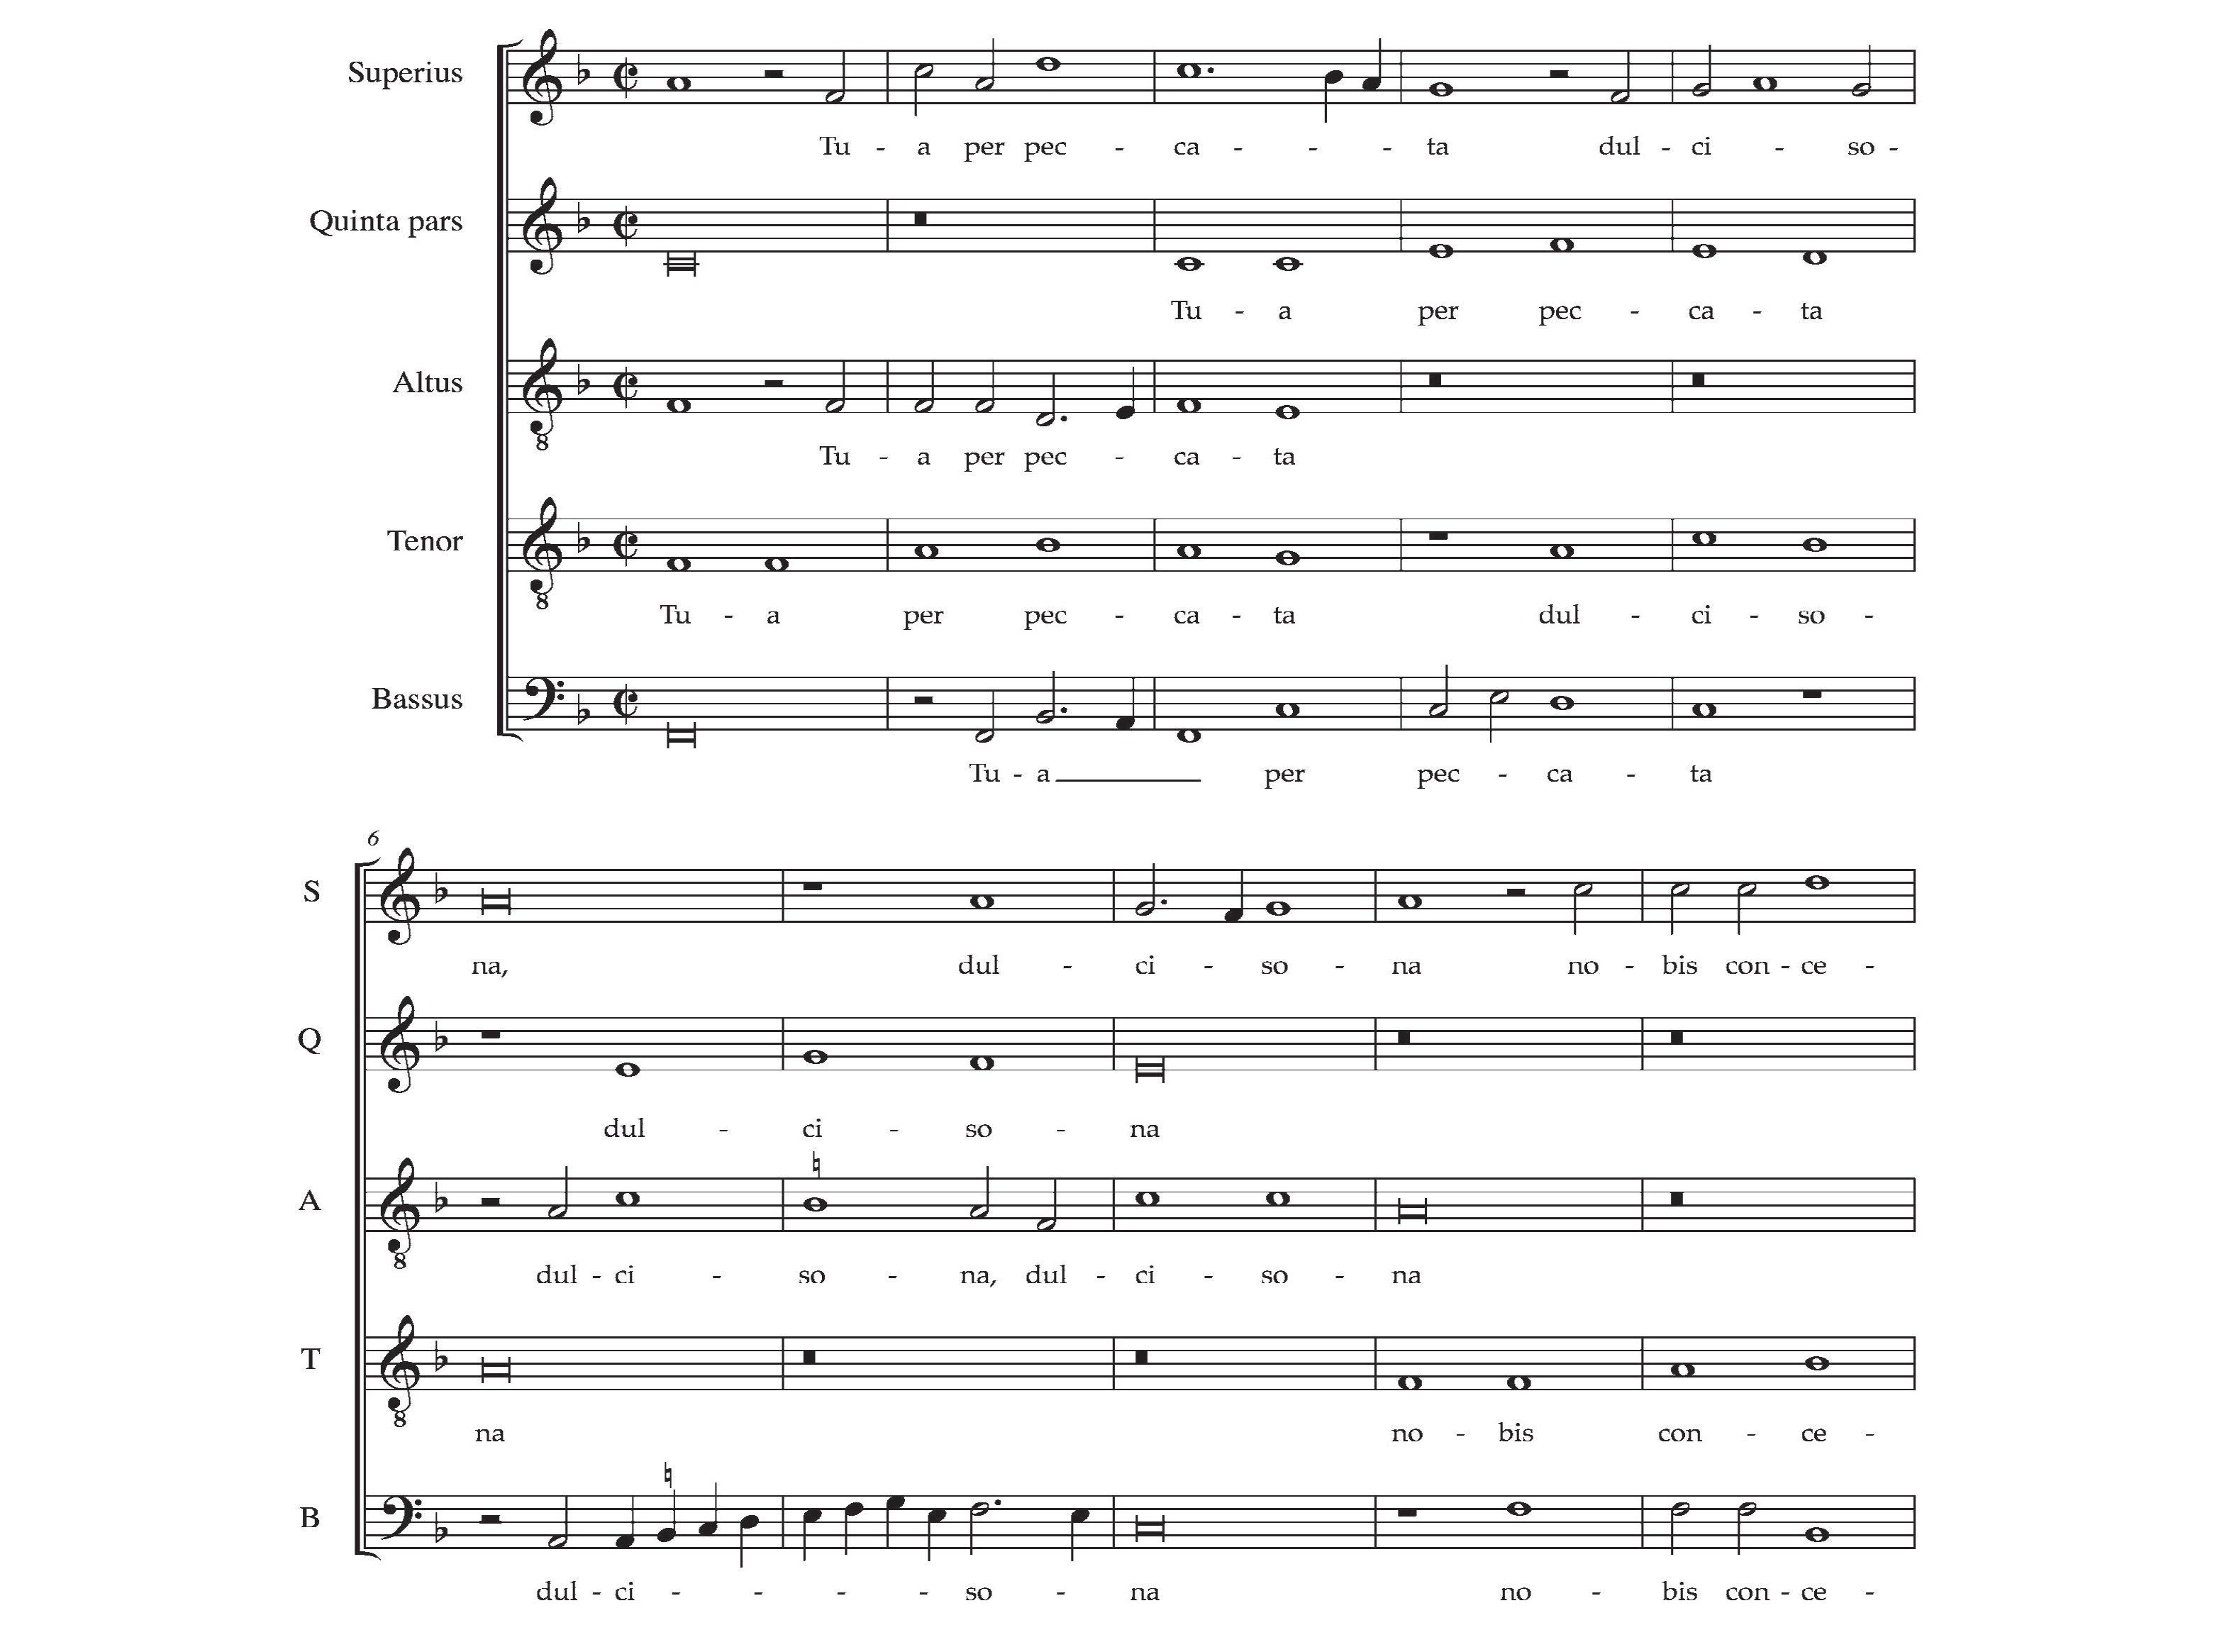 Superius
Tu - a per pec - ca - - - ta dul - ci - so -
Quinta pars
Tu - a per pec - ca - ta
Altus
8
Tu - a per pec - ca - ta
Tenor
8
Tu - a per pec - ca - ta dul - ci - so -
Bassus
Tu - a per pec - ca - ta
6
S
na, dul - ci - so - na no - bis con - ce -
Q
dul - ci - so - na
A
8
dul - ci - so - na, dul - ci - so - na
T
8
na no - bis con - ce -
B
dul - ci - - - - so - na no - bis con - ce -